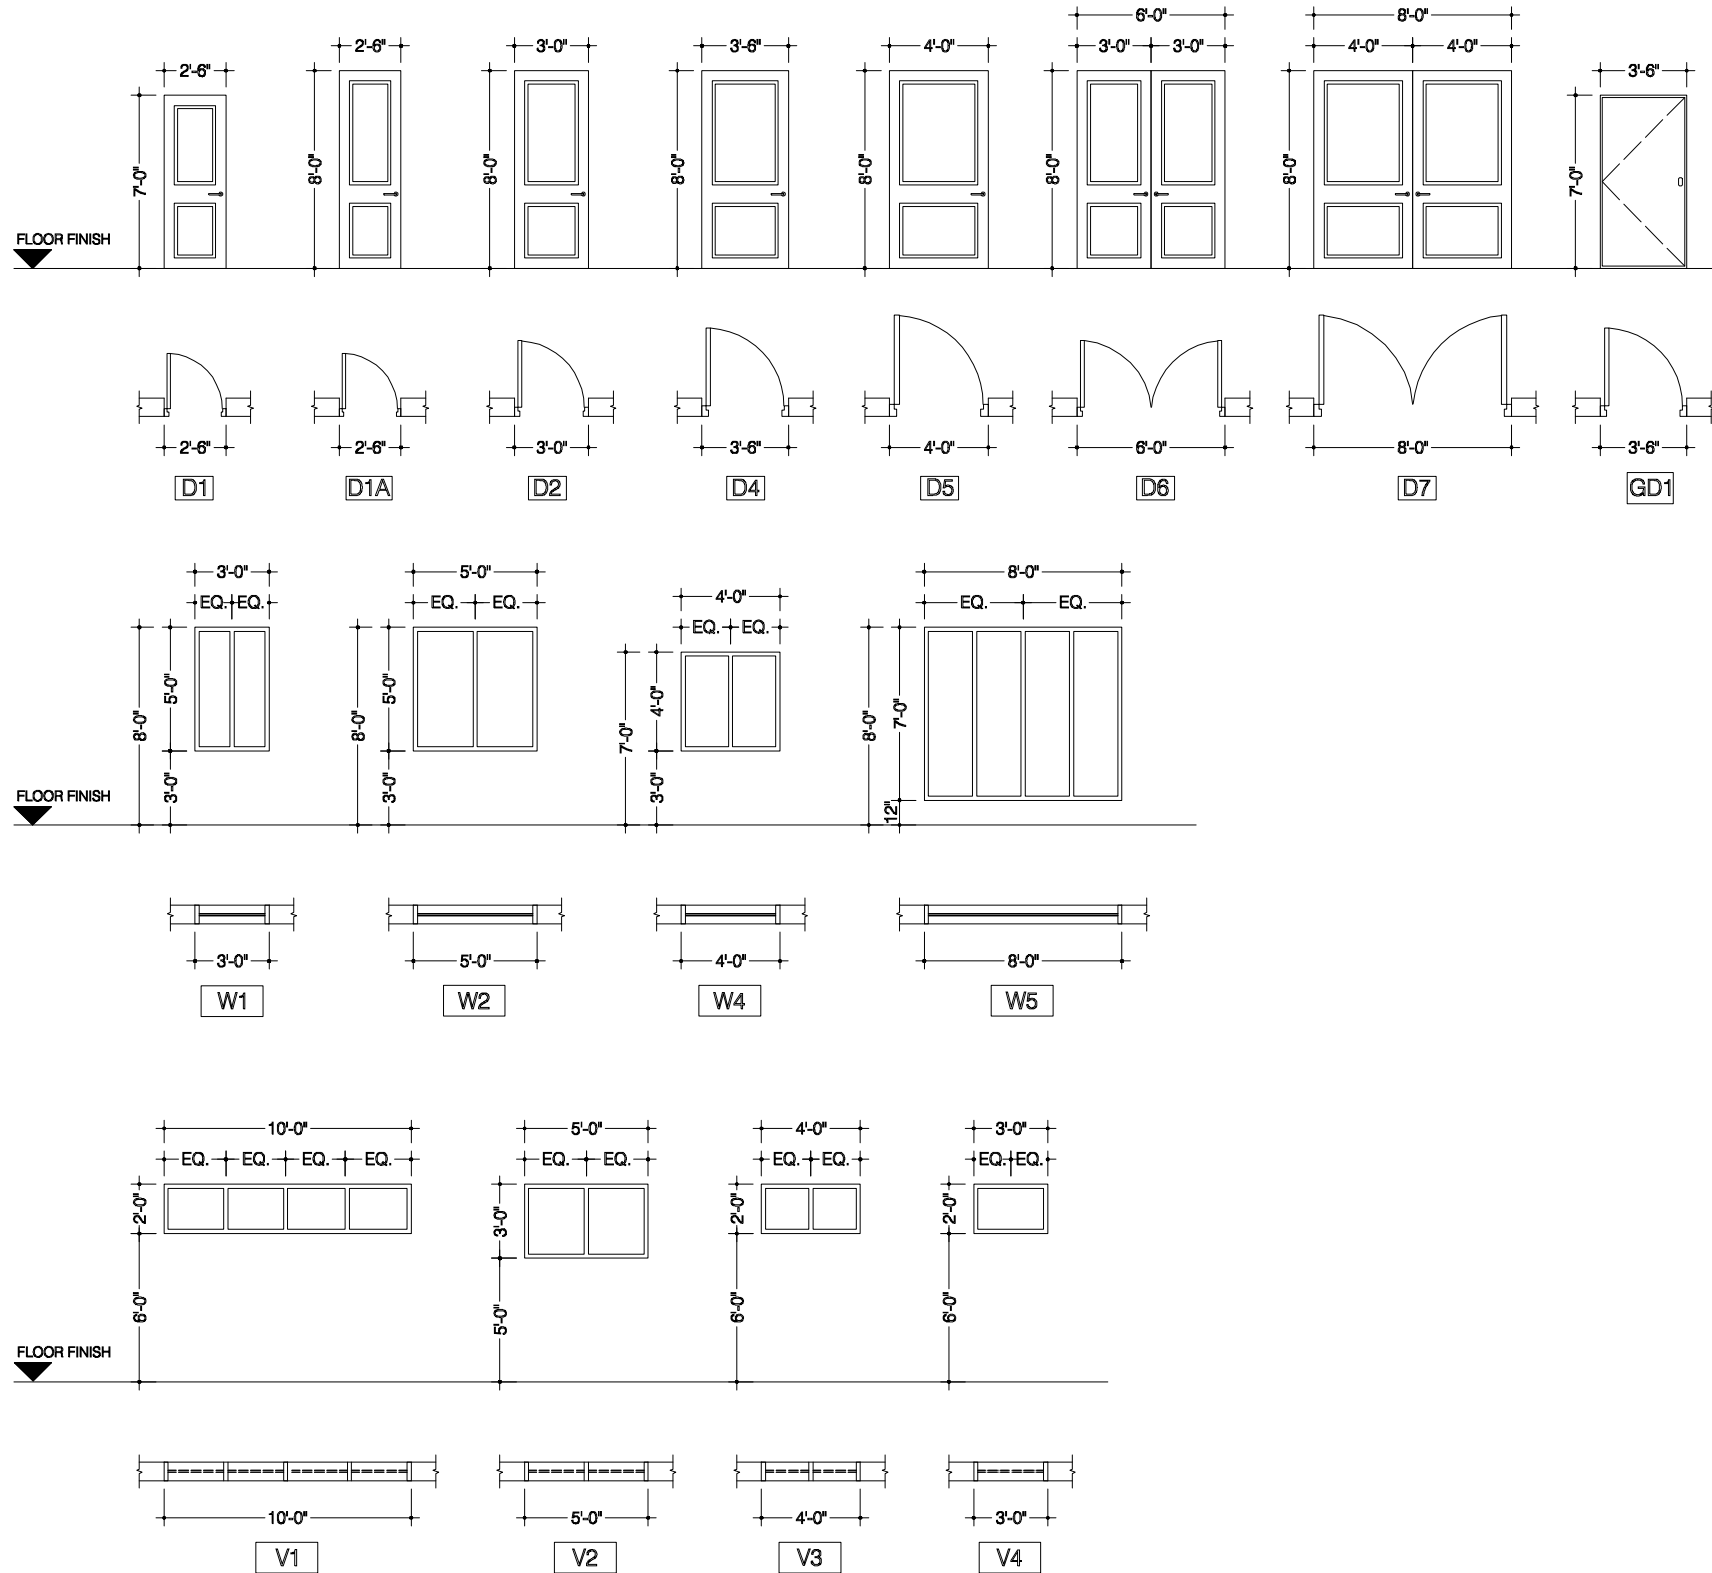 6'-0" 8'-0"
2'-6" 3'-0" 3'-6" 4'-0" 3'-0" 3'-0" 4'-0" 4'-0"
2'-6" 3'-6"
7'-0" 8'-0" 8'-0" 8'-0" 8'-0" 8'-0" 8'-0" 7'-0"
FLOOR FINISH
2'-6" 2'-6" 3'-0" 3'-6" 4'-0" 6'-0" 8'-0" 3'-6"
D1 D1A D2 D4 D5 D6 D7 GD1
3'-0" 5'-0" 8'-0"
4'-0"
EQ. EQ. EQ. EQ. EQ. EQ.
EQ. EQ.
8'-0" 5'-0" 8'-0" 5'-0" 7'-0" 4'-0" 8'-0" 7'-0"
3'-0" 3'-0" 3'-0" 12"
FLOOR FINISH
3'-0" 5'-0" 4'-0" 8'-0"
W1 W2 W4 W5
10'-0" 5'-0" 4'-0" 3'-0"
EQ. EQ. EQ. EQ. EQ. EQ. EQ. EQ. EQ. EQ.
2'-0" 3'-0" 2'-0" 2'-0"
6'-0" 5'-0" 6'-0" 6'-0"
FLOOR FINISH
10'-0" 5'-0" 4'-0" 3'-0"
V1 V2 V3 V4